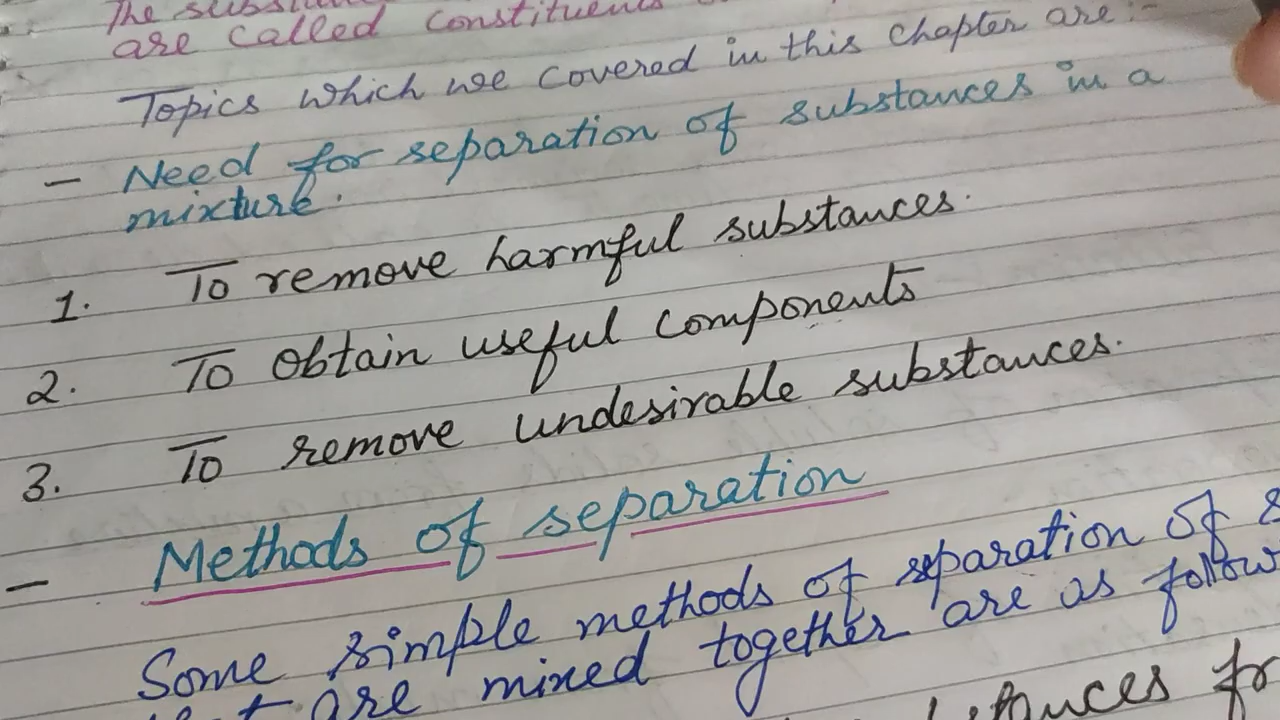 The
are called constituents
Topics which we covered in this chapter are :-
- Need for separation of substances in a
mixture.
1. To remove harmful substances.
2. To obtain useful components
3. To remove undesirable substances.
- Methods of separation
Some simple methods of separation of
are mixed together are as follow